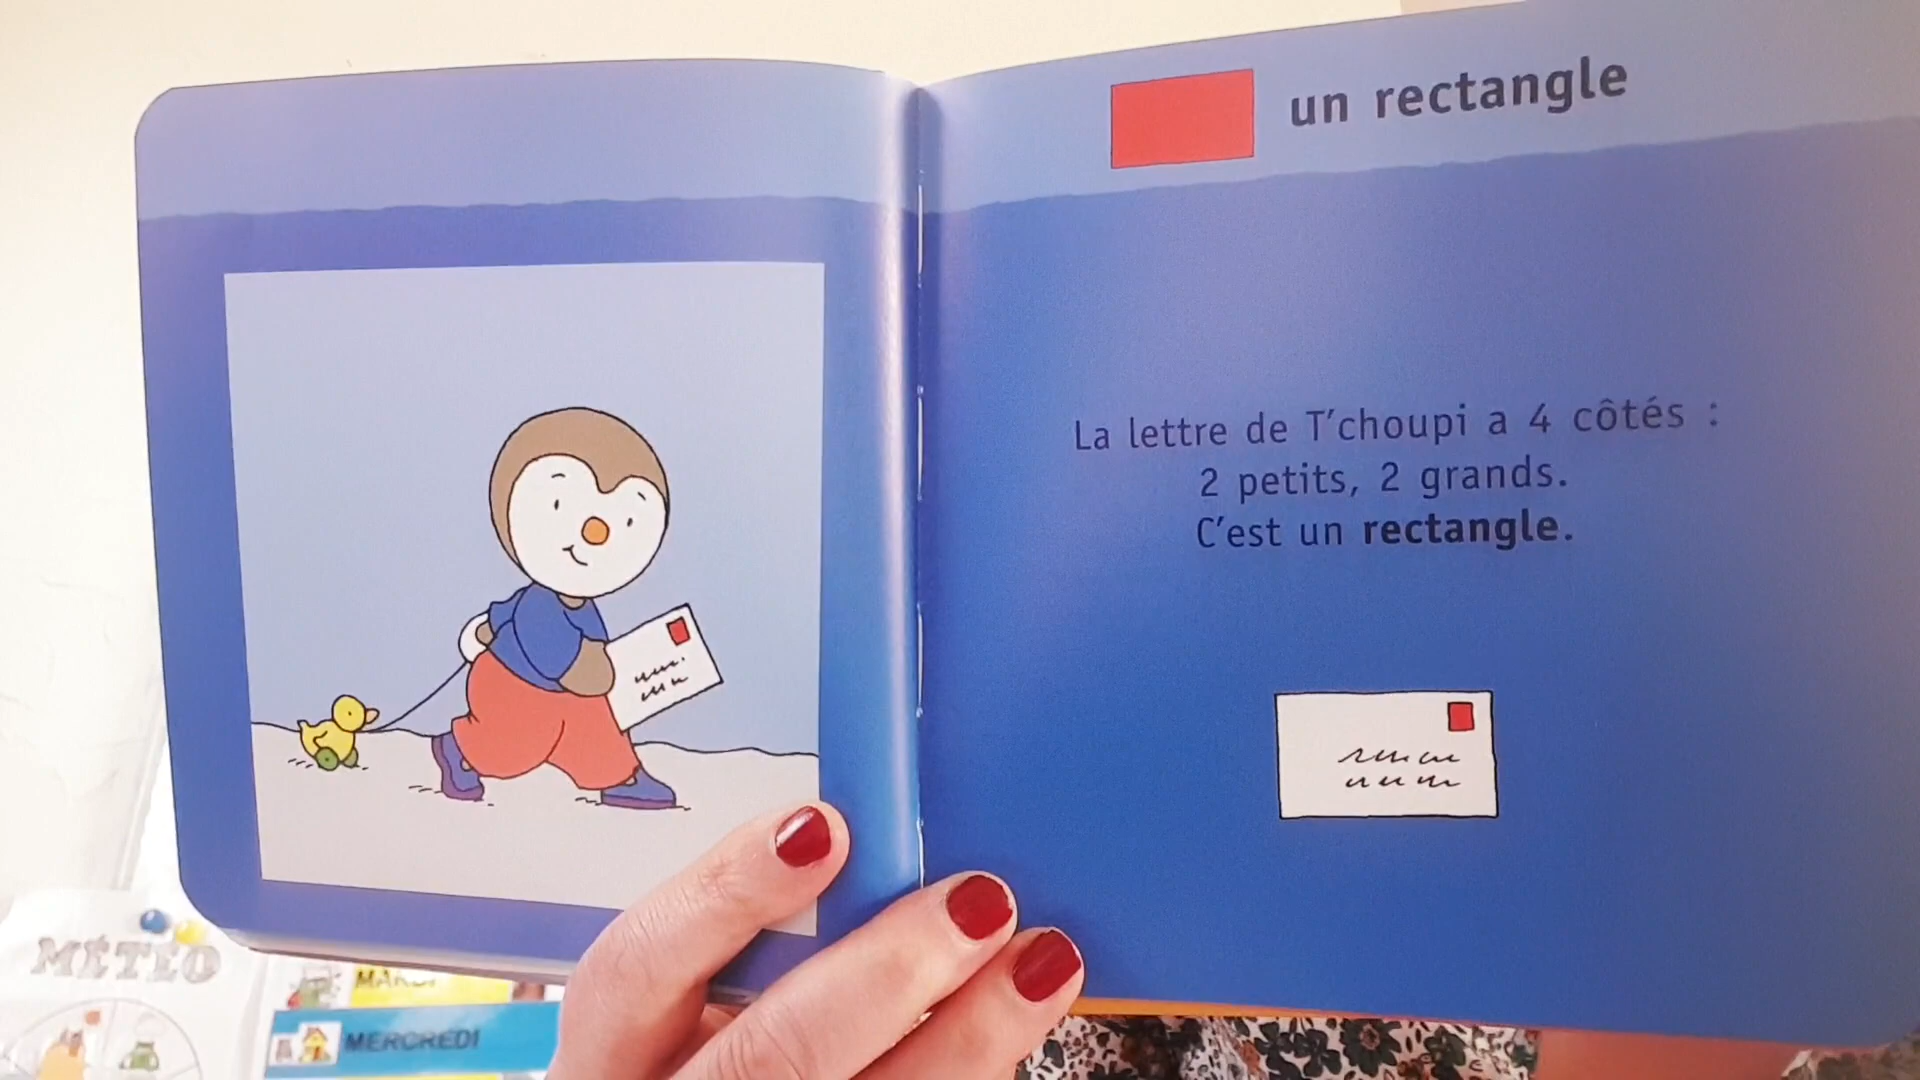 un rectangle
La lettre de T'choupi a 4 côtés :
2 petits, 2 grands.
C'est un rectangle.
MÉTÉO
MERCREDI